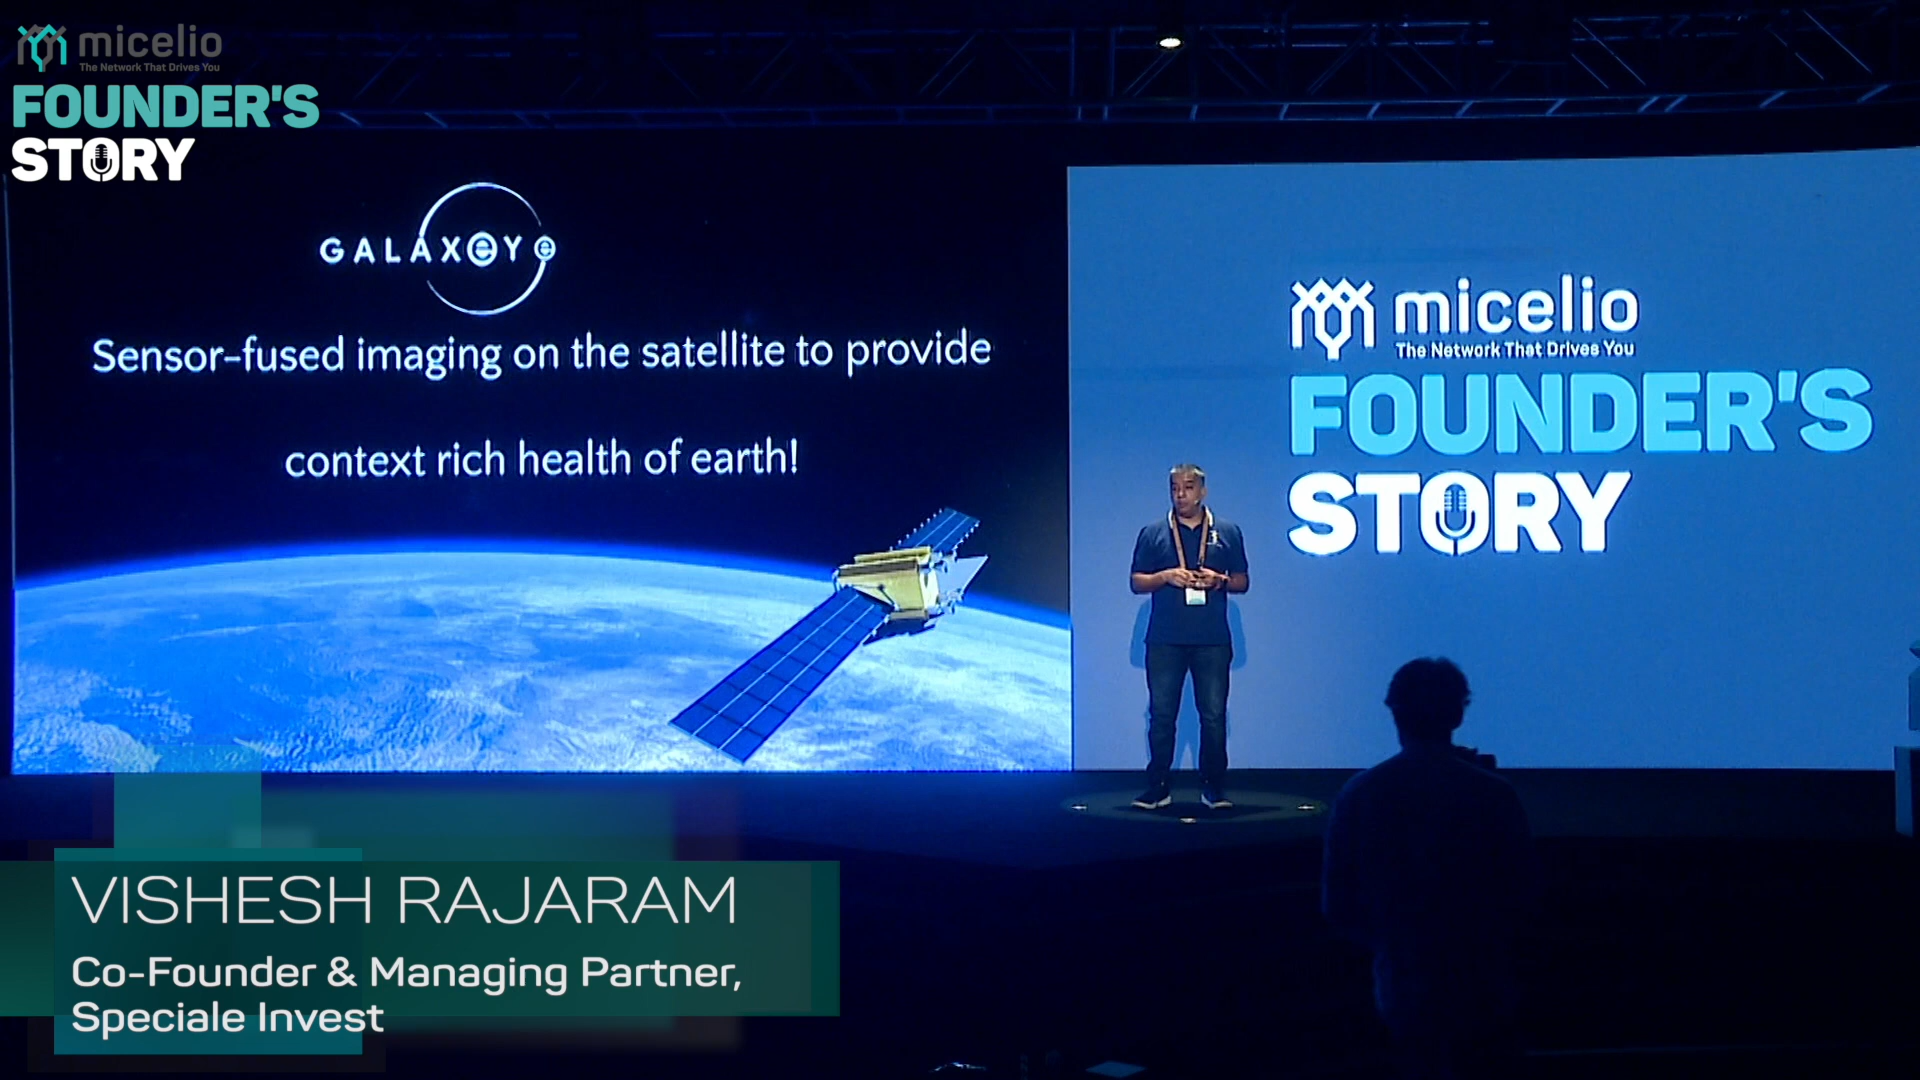 micelio
The Network That Drives You
FOUNDER'S
STORY
GALAXEYE
Sensor-fused imaging on the satellite to provide
context rich health of earth!
micelio
The Network That Drives You
FOUNDER'S
STORY
VISHESH RAJARAM
Co-Founder & Managing Partner,
Speciale Invest